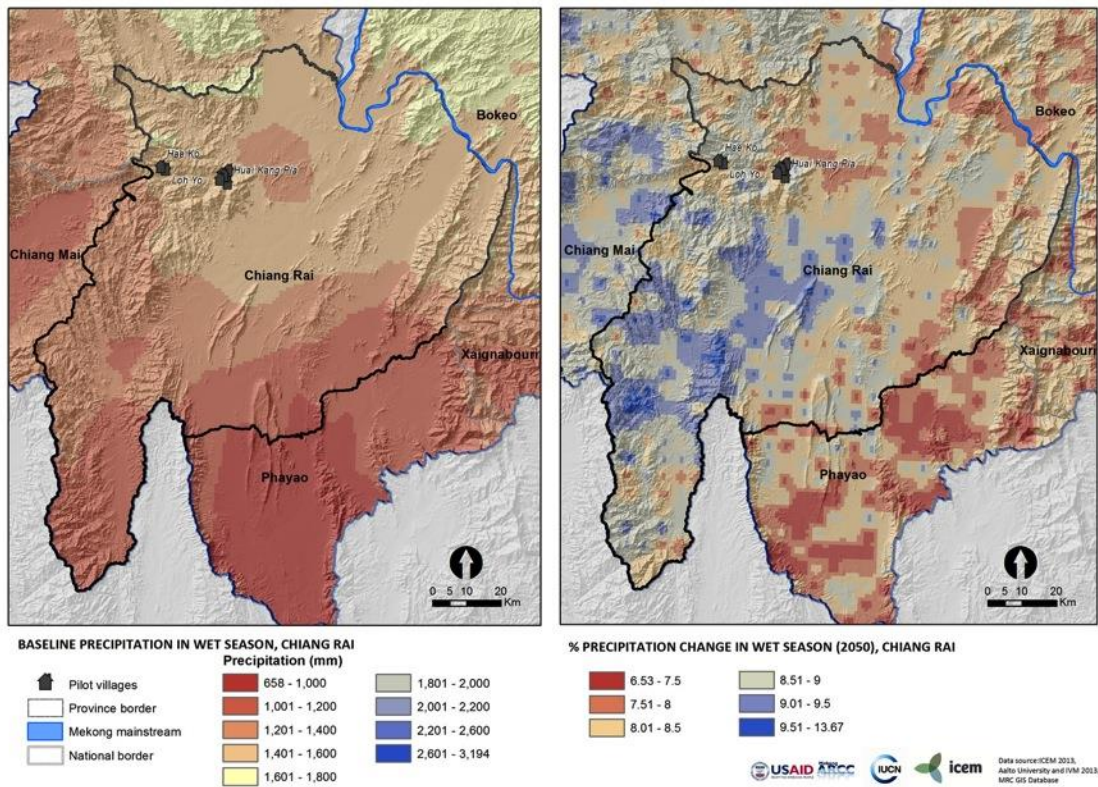 Bokeo
Hae Ko
Loh Yo
Huai Kang Pla
Chiang Mai
Chiang Rai
Xaignabouri
Phayao
0 5 10 20
Km
Bokeo
Hae Ko
Loh Yo
Huai Kang Pla
Chiang Mai
Chiang Rai
Xaignabouri
Phayao
0 5 10 20
Km
BASELINE PRECIPITATION IN WET SEASON, CHIANG RAI
Pilot villages
Province border
Mekong mainstream
National border
Precipitation (mm)
658 - 1,000
1,001 - 1,200
1,201 - 1,400
1,401 - 1,600
1,601 - 1,800
1,801 - 2,000
2,001 - 2,200
2,201 - 2,600
2,601 - 3,194
% PRECIPITATION CHANGE IN WET SEASON (2050), CHIANG RAI
6.53 - 7.5
7.51 - 8
8.01 - 8.5
8.51 - 9
9.01 - 9.5
9.51 - 13.67
USAID
ARCC
IUCN
icem
Data source:ICEM 2013,
Aalto University and IVM 2013
MRC GIS Database